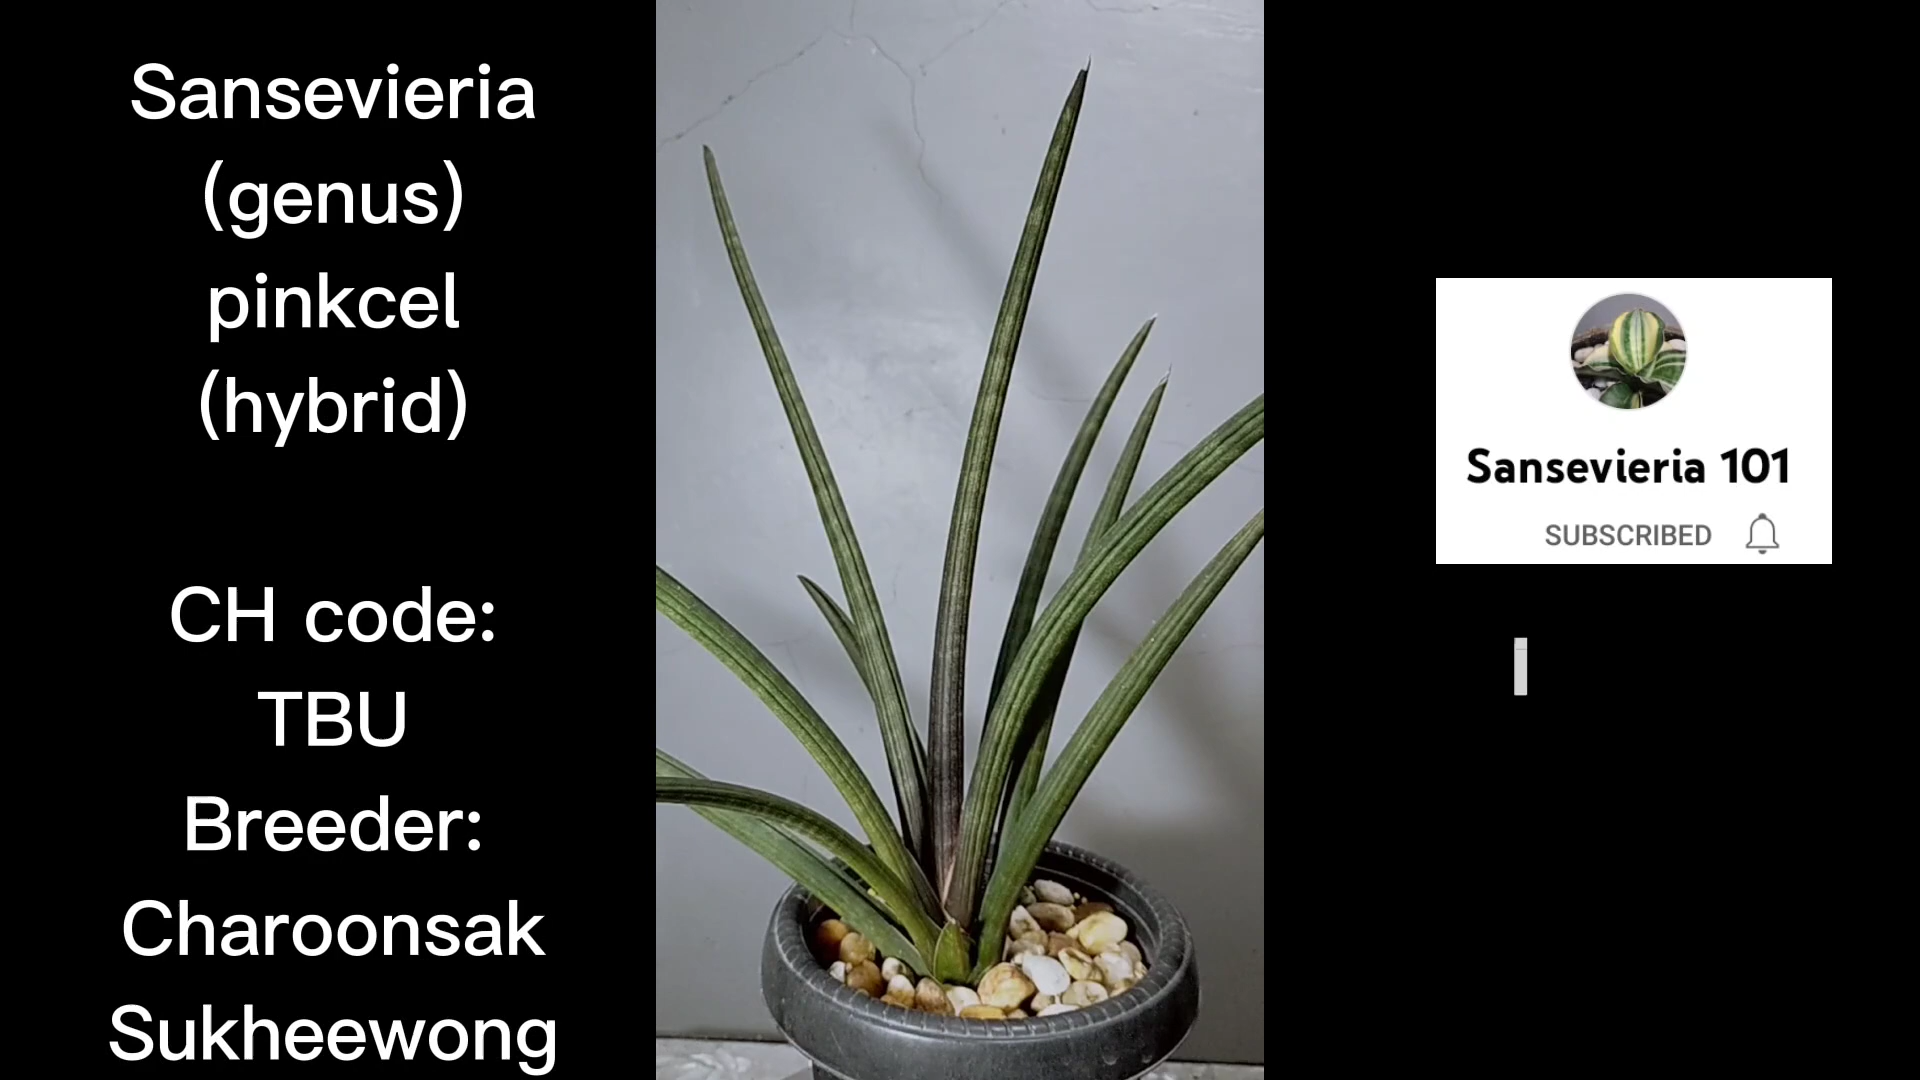 Sansevieria
(genus)
pinkcel
(hybrid)
CH code:
TBU
Breeder:
Charoonsak
Sukheewong
Sansevieria 101
SUBSCRIBED